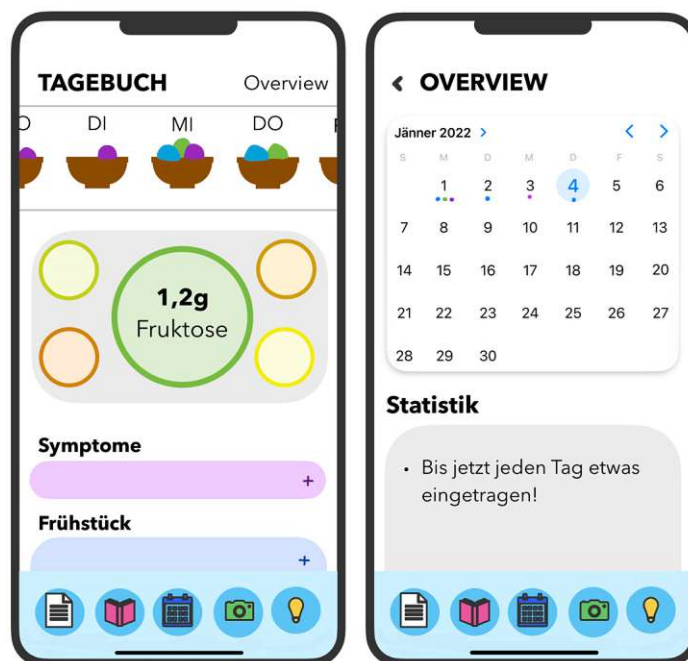 TAGEBUCH Overview
DI MI DO
1,2g
Fruktose
Symptome
+
Frühstück
+
OVERVIEW
Jänner 2022
S M D M D F S
1 2 3 4 5 6
7 8 9 10 11 12 13
14 15 16 17 18 19 20
21 22 23 24 25 26 27
28 29 30
Statistik
• Bis jetzt jeden Tag etwas
eingetragen!